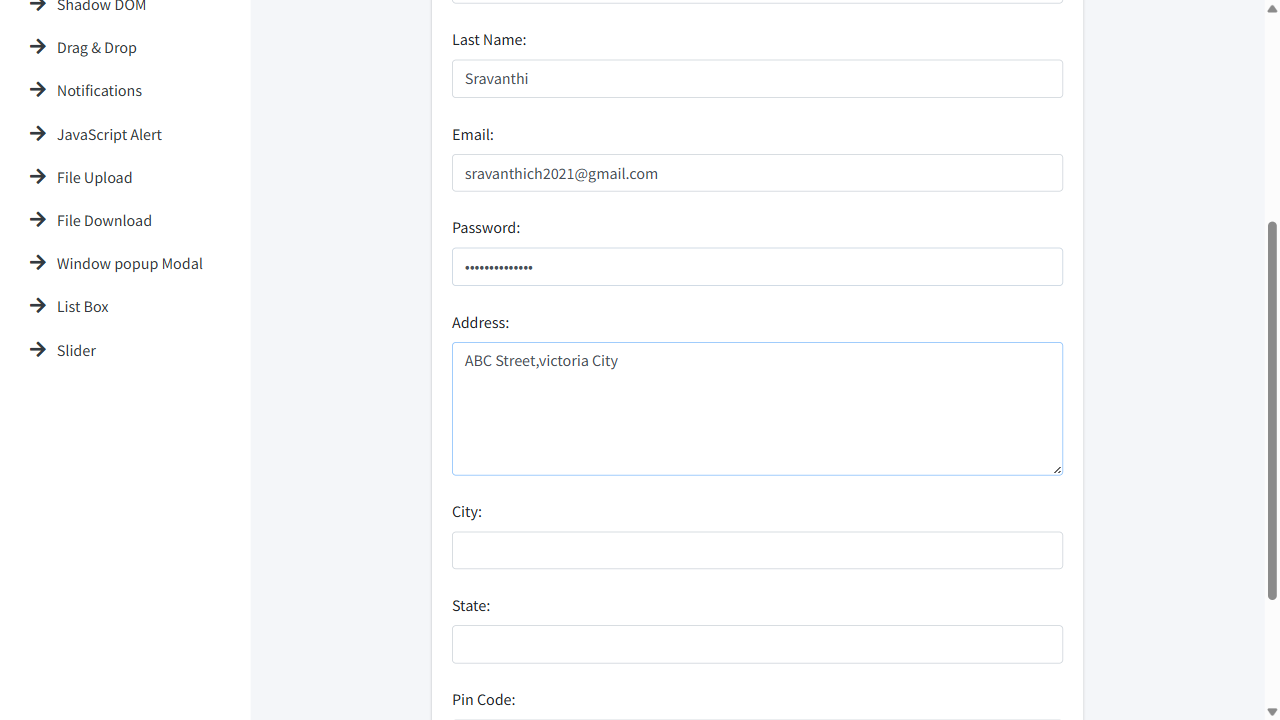 Shadow DOM
Drag & Drop
Notifications
JavaScript Alert
File Upload
File Download
Window popup Modal
List Box
Slider
Last Name:
Sravanthi
Email:
sravanthich2021@gmail.com
Password:
••••••••••••••
Address:
ABC Street,victoria City
City:
State:
Pin Code: